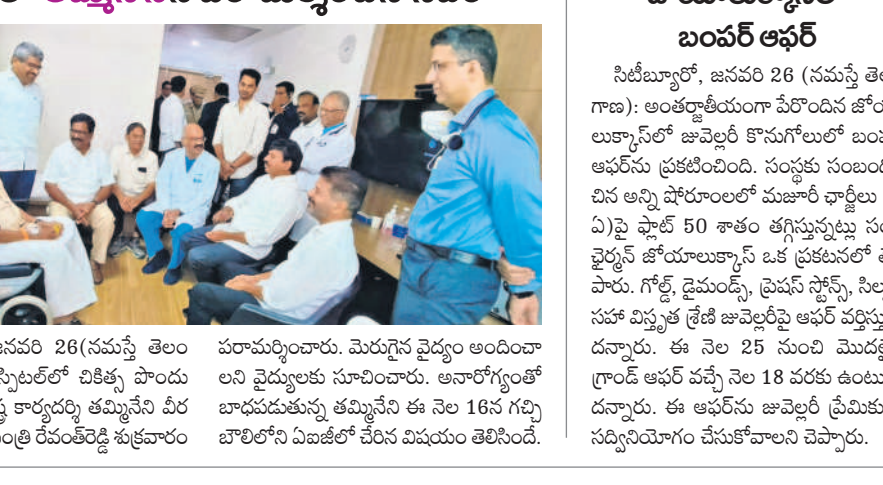 బంపర్ ఆఫర్
జనవరి 26(నమస్తే తెలం
చికిత్స పొందు
కార్యదర్శి తమ్మినేని వీర
రేవంత్‌రెడ్డి శుక్రవారం
పరామర్శించారు. మెరుగైన వైద్యం అందించా
లని వైద్యులకు సూచించారు. అనారోగ్యంతో
బాధపడుతున్న తమ్మినేని ఈ నెల 16న గచ్చి
బౌలిలోని ఏఐజీలో చేరిన విషయం తెలిసిందే.
సిటీబ్యూరో, జనవరి 26 (నమస్తే తెలం
గాణ): అంతర్జాతీయంగా పేరొందిన జోయా
లుక్కాస్‌లో జువెల్లరీ కొనుగోలులో బంపర్
ఆఫర్‌ను ప్రకటించింది. సంస్థకు సంబంధిం
చిన అన్ని షోరూంలలో మజూరీ ఛార్జీలు
ఏ)పై ఫ్లాట్ 50 శాతం తగ్గిస్తున్నట్లు సం
ఛైర్మన్ జోయాలుక్కాస్ ఒక ప్రకటనలో తె
పారు. గోల్డ్, డైమండ్స్, ప్రెషస్ స్టోన్స్, సిల్వ
సహా విస్తృత శ్రేణి జువెల్లరీపై ఆఫర్ వర్తిస్తు
దన్నారు. ఈ నెల 25 నుంచి మొదలై
గ్రాండ్ ఆఫర్ వచ్చే నెల 18 వరకు ఉంటు
దన్నారు. ఈ ఆఫర్‌ను జువెల్లరీ ప్రేమికు
సద్వినియోగం చేసుకోవాలని చెప్పారు.